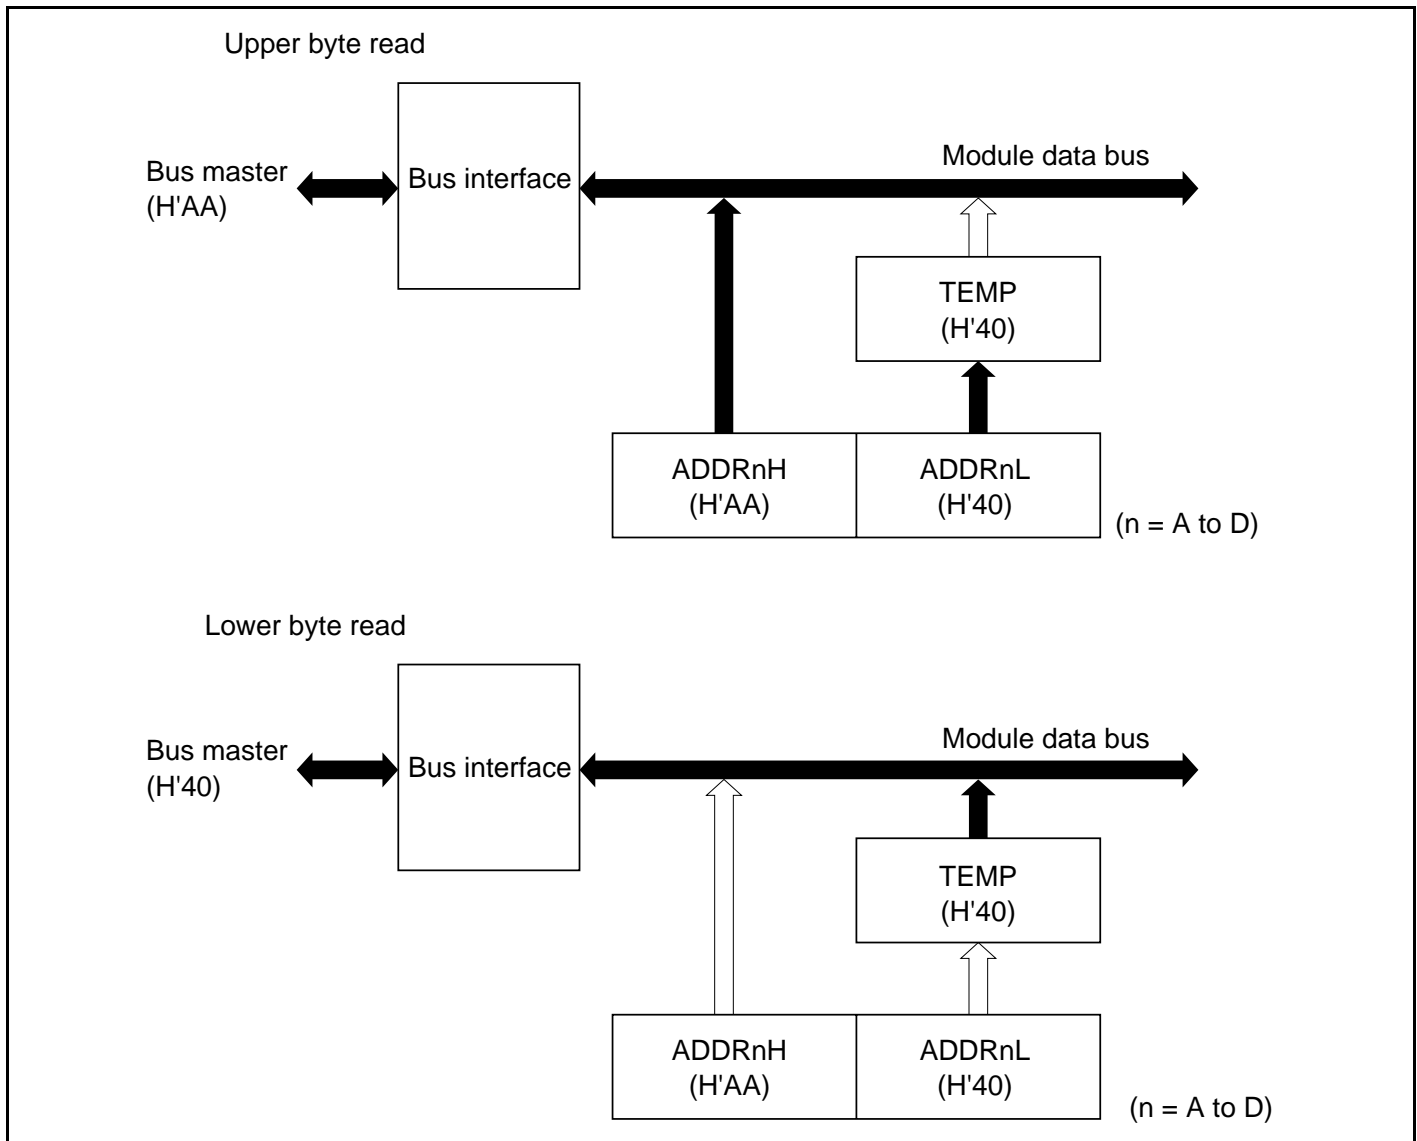 Upper byte read
Bus master
(H'AA)
Bus interface
Module data bus
TEMP
(H'40)
ADDRnH
(H'AA)
ADDRnL
(H'40)
(n = A to D)
Lower byte read
Bus master
(H'40)
Bus interface
Module data bus
TEMP
(H'40)
ADDRnH
(H'AA)
ADDRnL
(H'40)
(n = A to D)